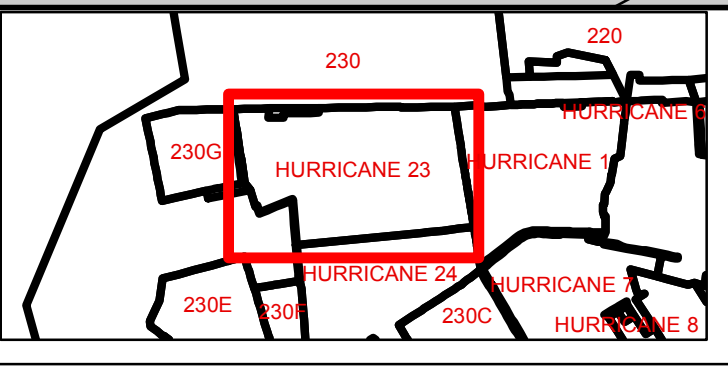 220
230
HURRICANE 6
230G
HURRICANE 23
HURRICANE 1
HURRICANE 24
HURRICANE 7
230E
230F
230C
HURRICANE 8